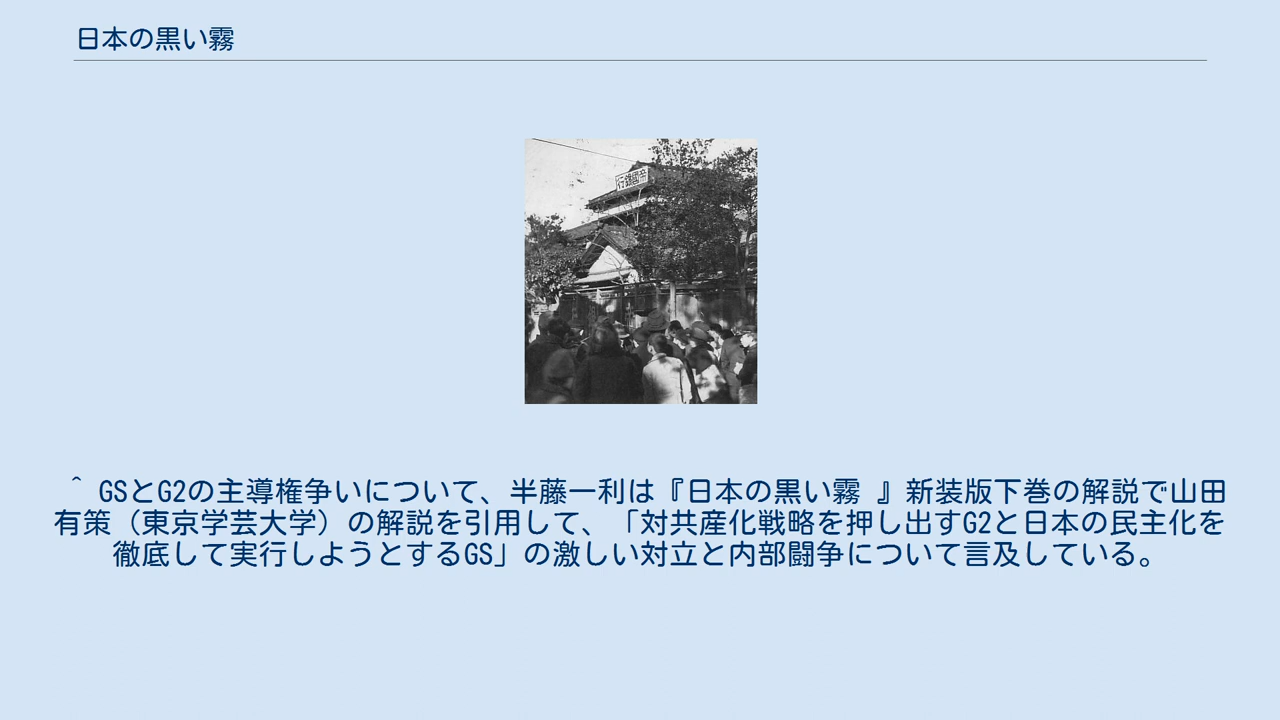 日本の黒い霧
行銀國帝
^ GSとG2の主導権争いについて、半藤一利は『日本の黒い霧 』新装版下巻の解説で山田
有策（東京学芸大学）の解説を引用して、「対共産化戦略を押し出すG2と日本の民主化を
徹底して実行しようとするGS」の激しい対立と内部闘争について言及している。